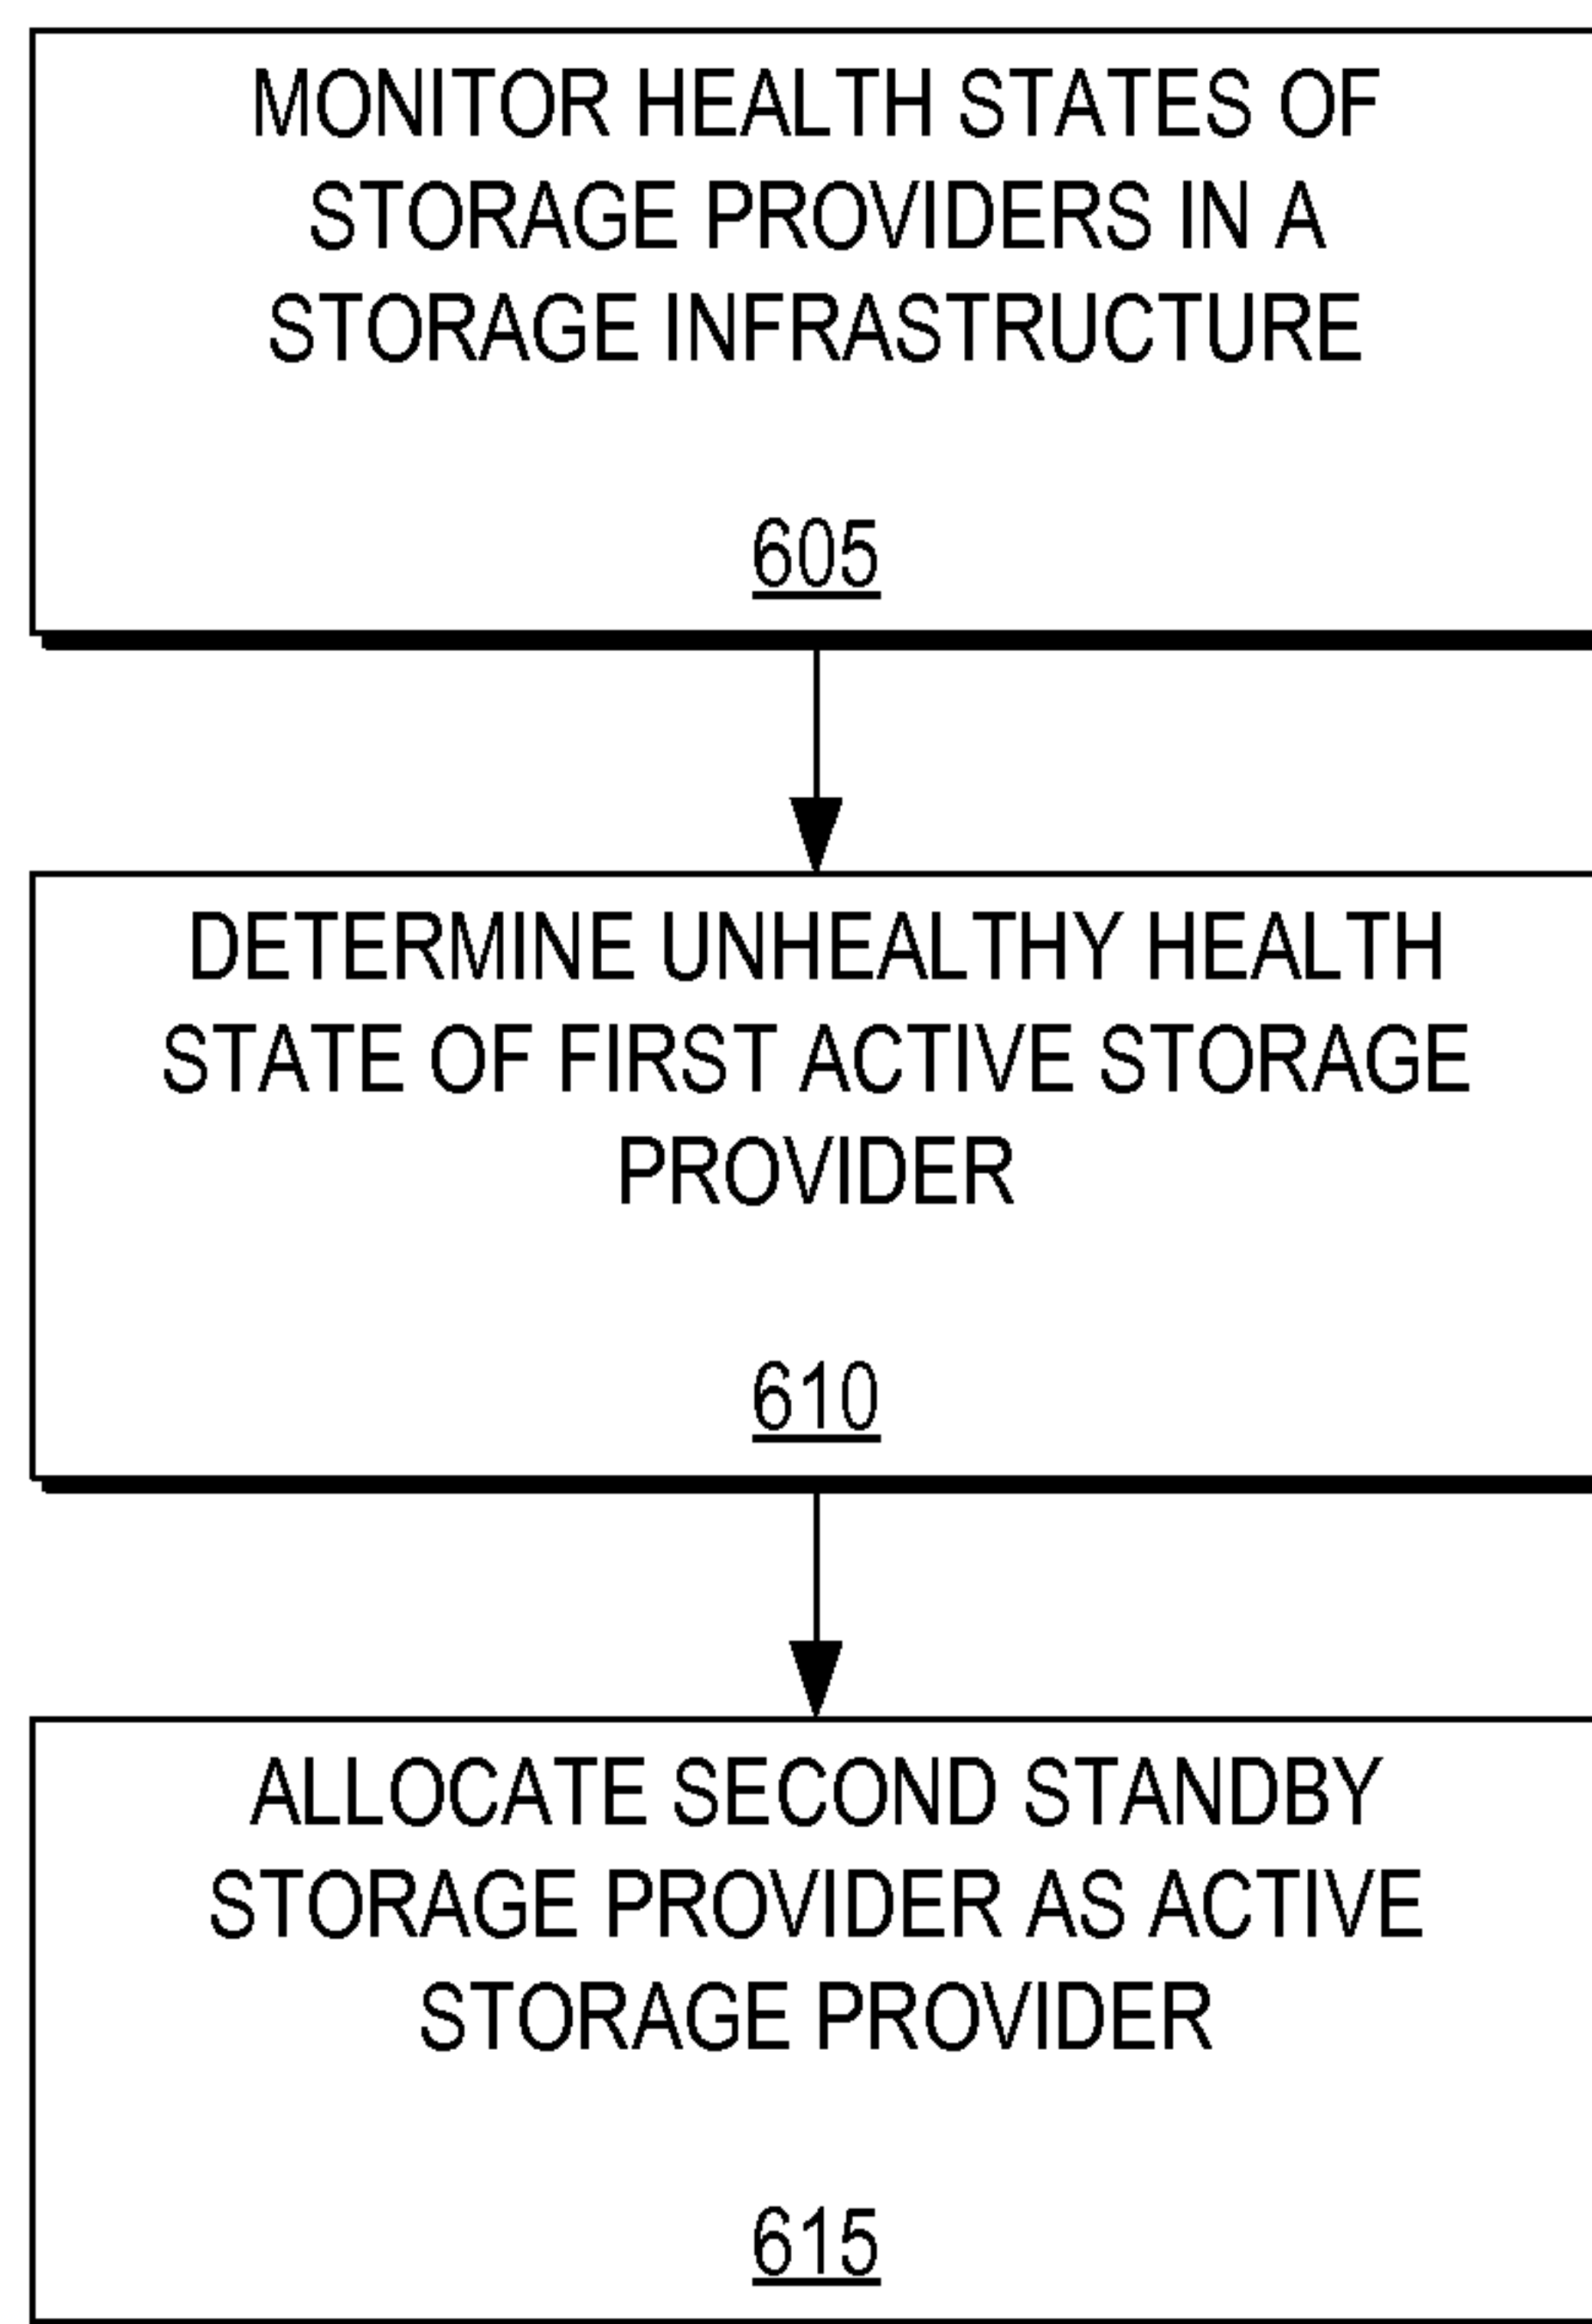 MONITOR HEALTH STATES OF
STORAGE PROVIDERS IN A
STORAGE INFRASTRUCTURE
605
DETERMINE UNHEALTHY HEALTH
STATE OF FIRST ACTIVE STORAGE
PROVIDER
610
ALLOCATE SECOND STANDBY
STORAGE PROVIDER AS ACTIVE
STORAGE PROVIDER
615